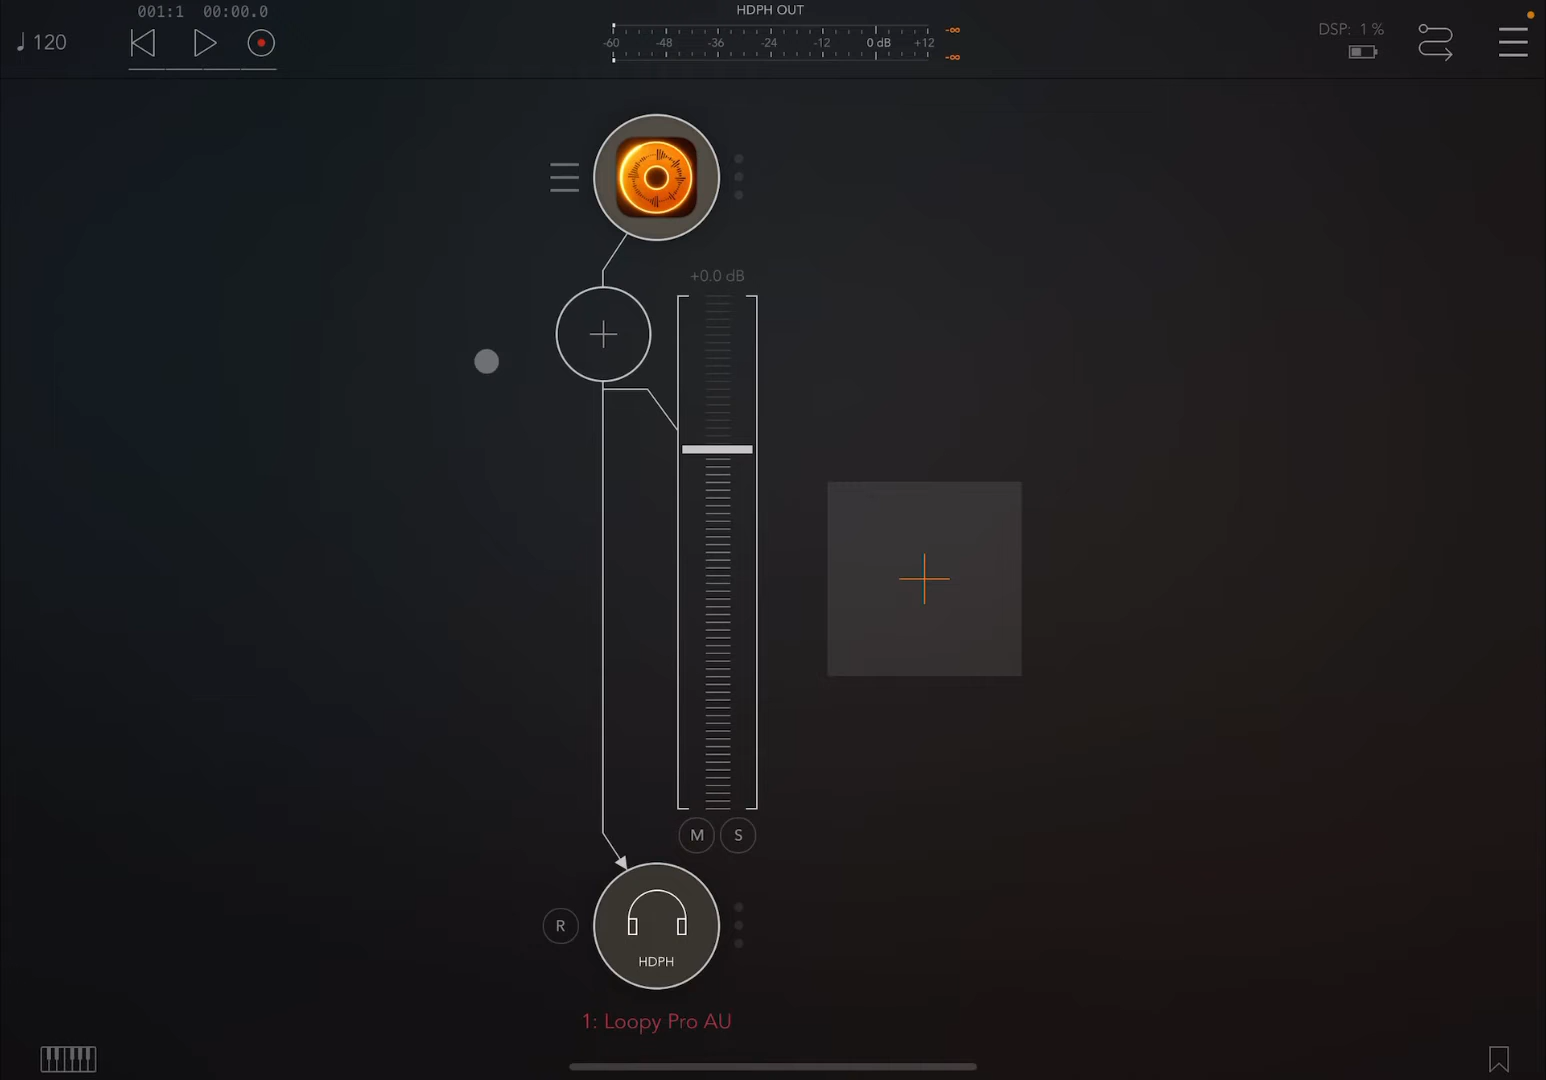 001:1 00:00.0
HDPH OUT
♩ 120
-60 -48 -36 -24 -12 0 dB +12
-∞
-∞
DSP: 1 %
+0.0 dB
M S
R
HDPH
1: Loopy Pro AU